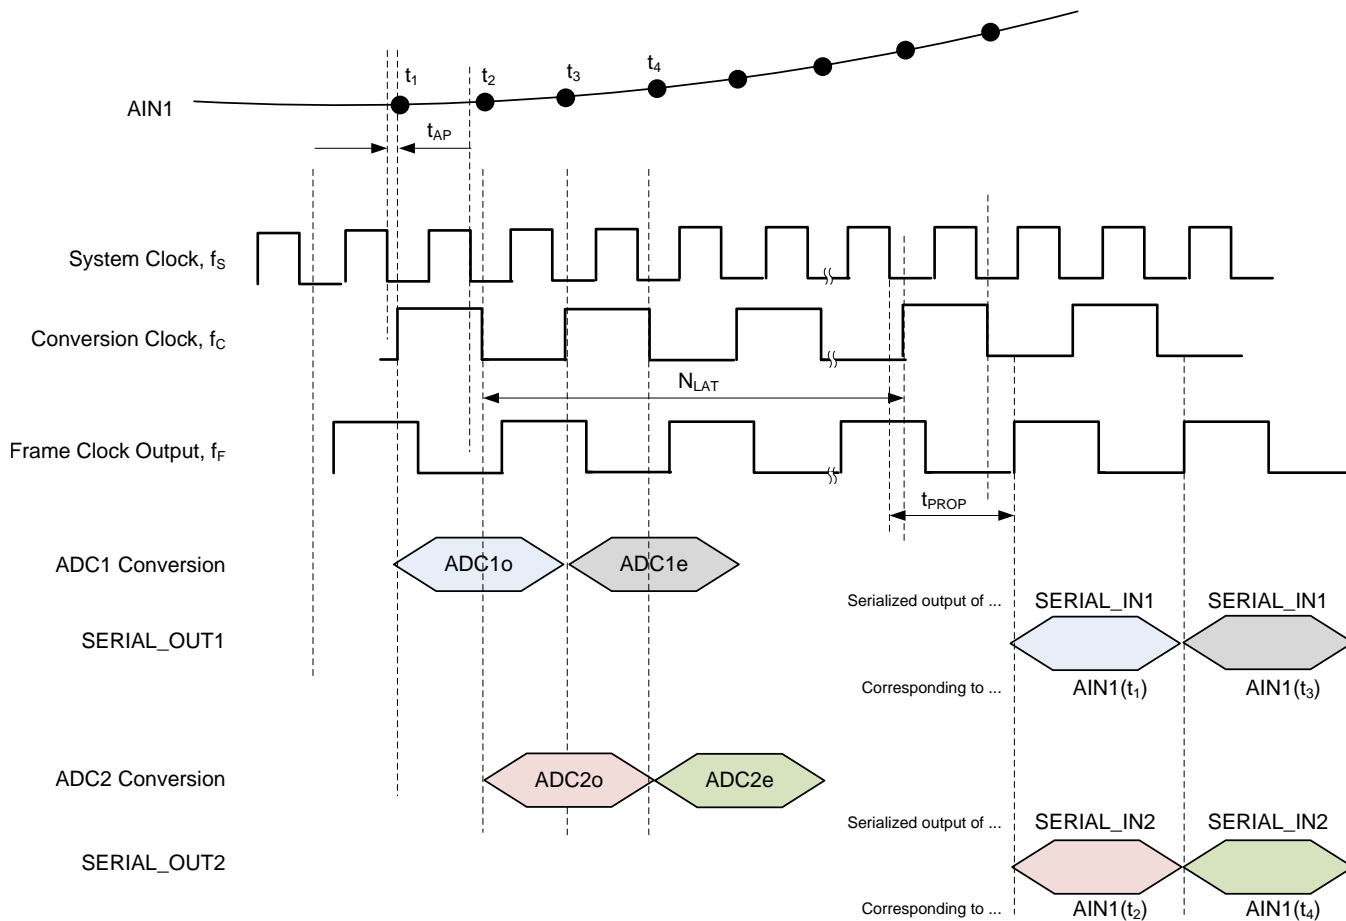 t1
t2
t3
t4
AIN1
tAP
System Clock, fS
Conversion Clock, fC
NLAT
Frame Clock Output, fF
tPROP
ADC1 Conversion
ADC1o
ADC1e
Serialized output of ...
SERIAL_IN1
SERIAL_IN1
SERIAL_OUT1
Corresponding to ...
AIN1(t1)
AIN1(t3)
ADC2 Conversion
ADC2o
ADC2e
Serialized output of ...
SERIAL_IN2
SERIAL_IN2
SERIAL_OUT2
Corresponding to ...
AIN1(t2)
AIN1(t4)